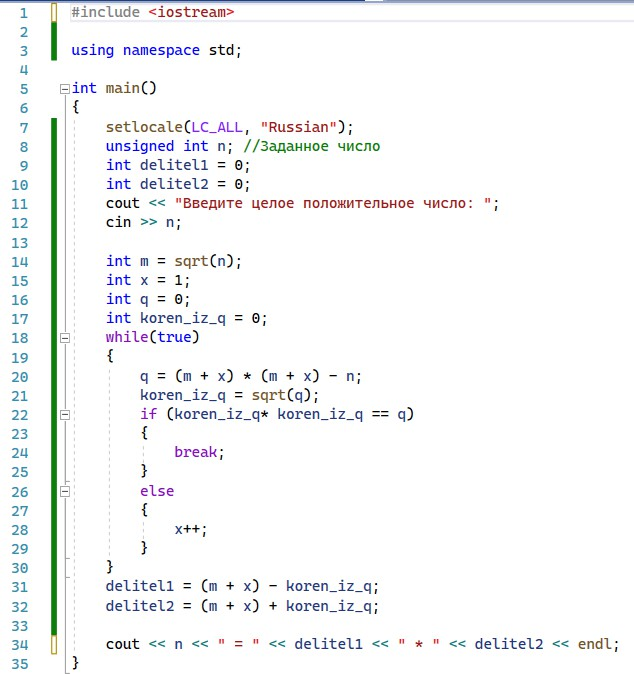 1 #include <iostream>
2
3 using namespace std;
4
5 int main()
6 {
7 setlocale(LC_ALL, "Russian");
8 unsigned int n; //Заданное число
9 int delitel1 = 0;
10 int delitel2 = 0;
11 cout << "Введите целое положительное число: ";
12 cin >> n;
13
14 int m = sqrt(n);
15 int x = 1;
16 int q = 0;
17 int koren_iz_q = 0;
18 while(true)
19 {
20 q = (m + x) * (m + x) - n;
21 koren_iz_q = sqrt(q);
22 if (koren_iz_q* koren_iz_q == q)
23 {
24 break;
25 }
26 else
27 {
28 x++;
29 }
30 }
31 delitel1 = (m + x) - koren_iz_q;
32 delitel2 = (m + x) + koren_iz_q;
33
34 cout << n << " = " << delitel1 << " * " << delitel2 << endl;
35 }